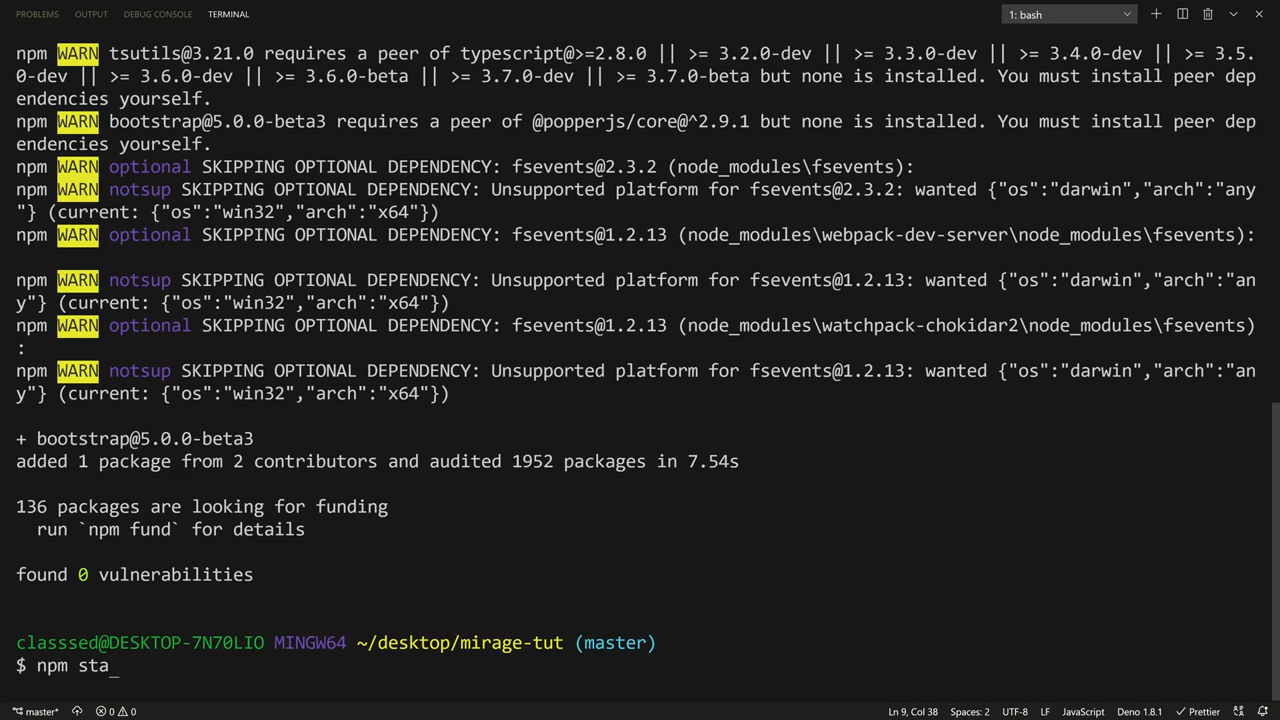 PROBLEMS OUTPUT DEBUG CONSOLE TERMINAL 1: bash
npm WARN tsutils@3.21.0 requires a peer of typescript@>=2.8.0 || >= 3.2.0-dev || >= 3.3.0-dev || >= 3.4.0-dev || >= 3.5.
0-dev || >= 3.6.0-dev || >= 3.6.0-beta || >= 3.7.0-dev || >= 3.7.0-beta but none is installed. You must install peer dep
endencies yourself.
npm WARN bootstrap@5.0.0-beta3 requires a peer of @popperjs/core@^2.9.1 but none is installed. You must install peer dep
endencies yourself.
npm WARN optional SKIPPING OPTIONAL DEPENDENCY: fsevents@2.3.2 (node_modules\fsevents):
npm WARN notsup SKIPPING OPTIONAL DEPENDENCY: Unsupported platform for fsevents@2.3.2: wanted {"os":"darwin","arch":"any
"} (current: {"os":"win32","arch":"x64"})
npm WARN optional SKIPPING OPTIONAL DEPENDENCY: fsevents@1.2.13 (node_modules\webpack-dev-server\node_modules\fsevents):
npm WARN notsup SKIPPING OPTIONAL DEPENDENCY: Unsupported platform for fsevents@1.2.13: wanted {"os":"darwin","arch":"an
y"} (current: {"os":"win32","arch":"x64"})
npm WARN optional SKIPPING OPTIONAL DEPENDENCY: fsevents@1.2.13 (node_modules\watchpack-chokidar2\node_modules\fsevents)
:
npm WARN notsup SKIPPING OPTIONAL DEPENDENCY: Unsupported platform for fsevents@1.2.13: wanted {"os":"darwin","arch":"an
y"} (current: {"os":"win32","arch":"x64"})
+ bootstrap@5.0.0-beta3
added 1 package from 2 contributors and audited 1952 packages in 7.54s
136 packages are looking for funding
run `npm fund` for details
found 0 vulnerabilities
classsed@DESKTOP-7N70LIO MINGW64 ~/desktop/mirage-tut (master)
$ npm sta_
master* 0 0 Ln 9, Col 38 Spaces: 2 UTF-8 LF JavaScript Deno 1.8.1 Prettier